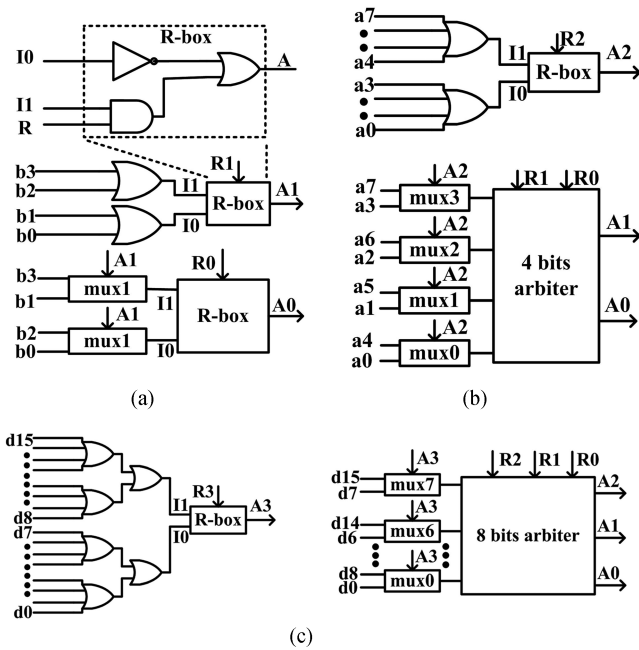 R-box
I0
A
I1
R
b3
b2
b1
b0
I1
I0
R1
R-box
A1
b3
b1
A1
mux1
I1
b2
b0
A1
mux1
I0
R0
R-box
A0
(a)
a7
a4
a3
a0
I1
I0
R2
R-box
A2
a7
a3
A2
mux3
a6
a2
A2
mux2
a5
a1
A2
mux1
a4
a0
A2
mux0
R1 R0
4 bits
arbiter
A1
A0
(b)
d15
d8
d7
d0
I1
I0
R3
R-box
A3
d15
d7
A3
mux7
d14
d6
A3
mux6
d8
d0
A3
mux0
R2 R1 R0
8 bits arbiter
A2
A1
A0
(c)